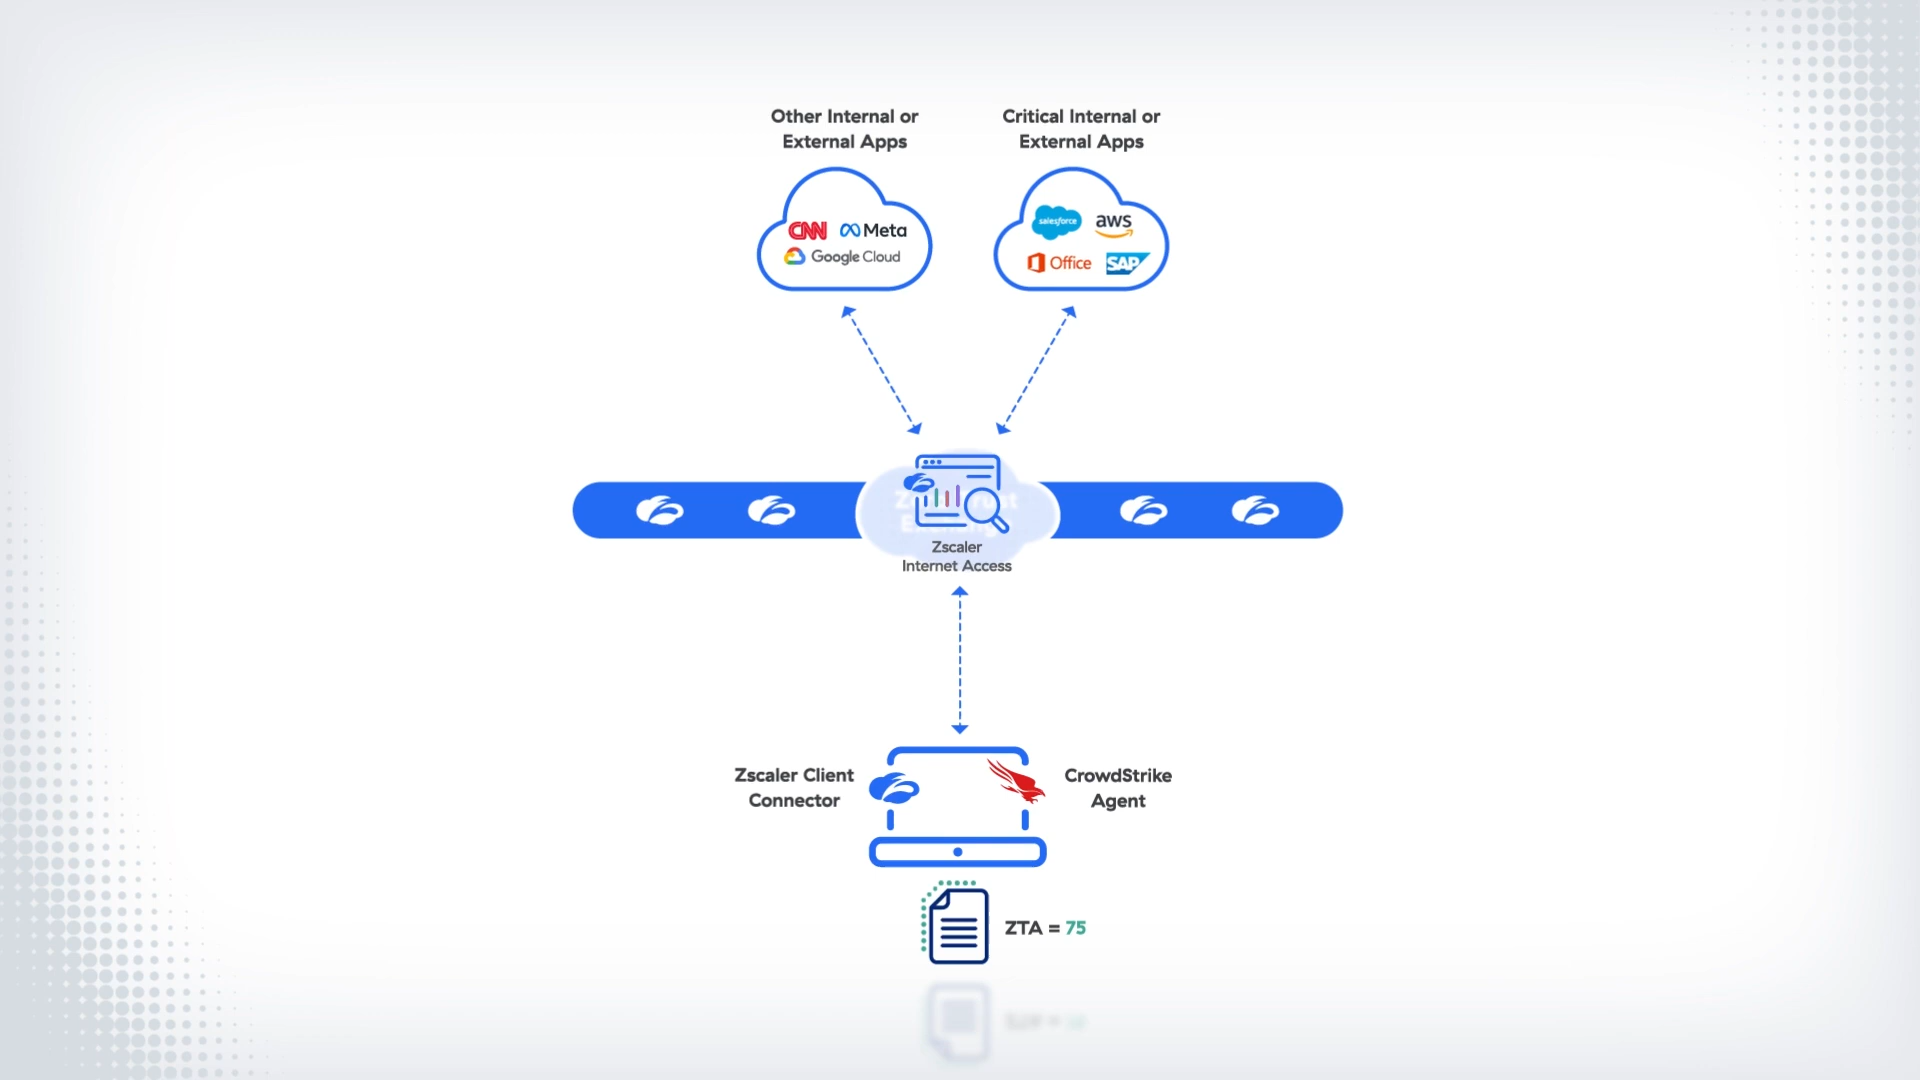 Other Internal or
External Apps
Critical Internal or
External Apps
CNN
Meta
Google Cloud
salesforce
aws
Office
SAP
Zscaler
Internet Access
Zscaler Client
Connector
CrowdStrike
Agent
ZTA = 75